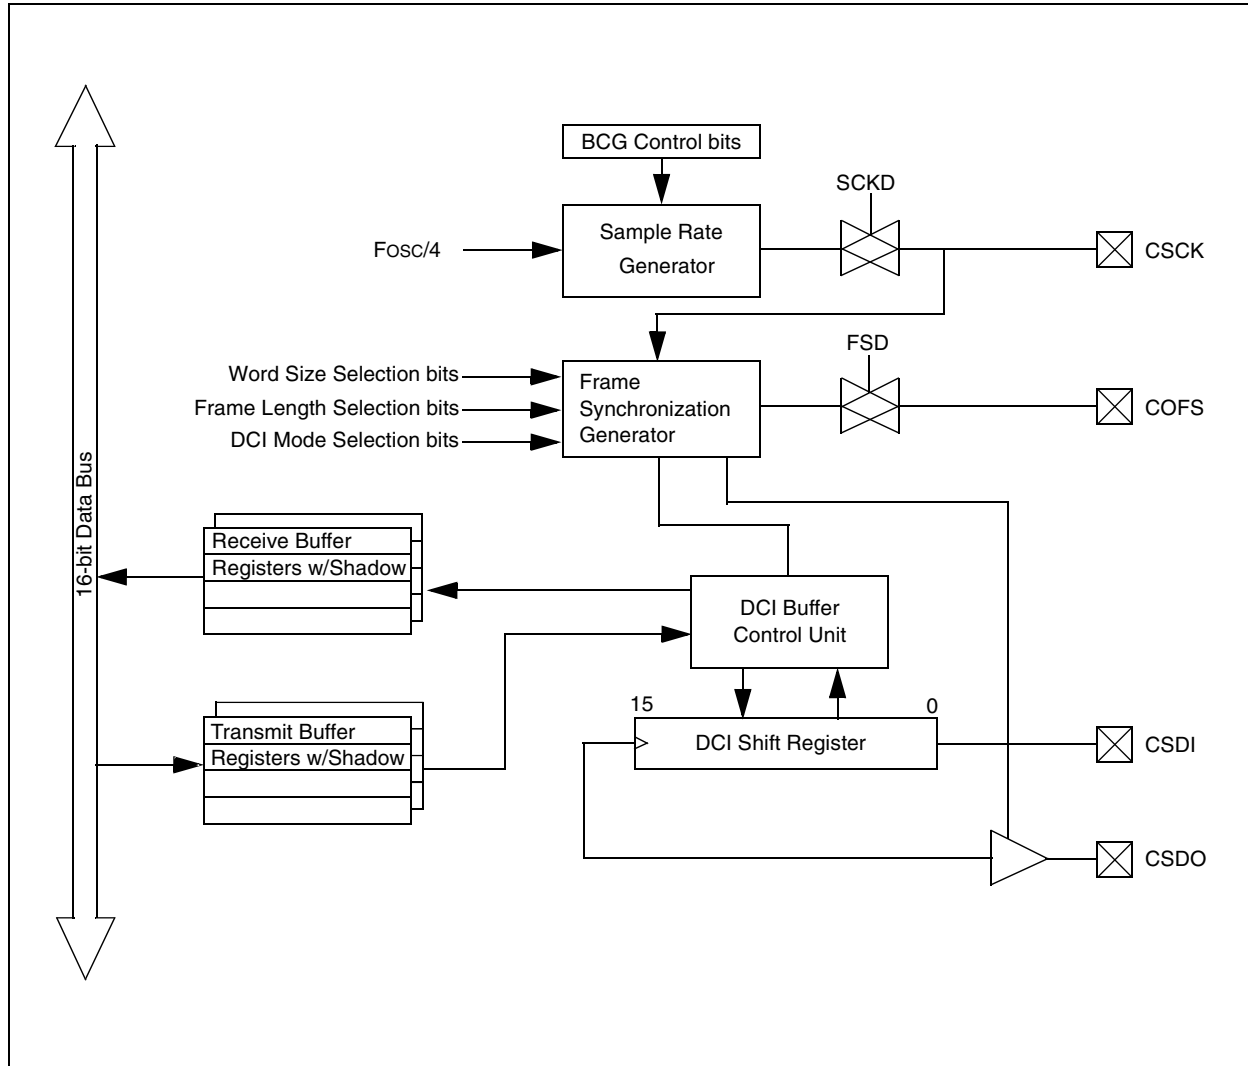 BCG Control bits
SCKD
FOSC/4
Sample Rate
Generator
CSCK
FSD
Word Size Selection bits
Frame Length Selection bits
DCI Mode Selection bits
Frame
Synchronization
Generator
COFS
16-bit Data Bus
Receive Buffer
Registers w/Shadow
DCI Buffer
Control Unit
15
0
Transmit Buffer
Registers w/Shadow
DCI Shift Register
CSDI
CSDO